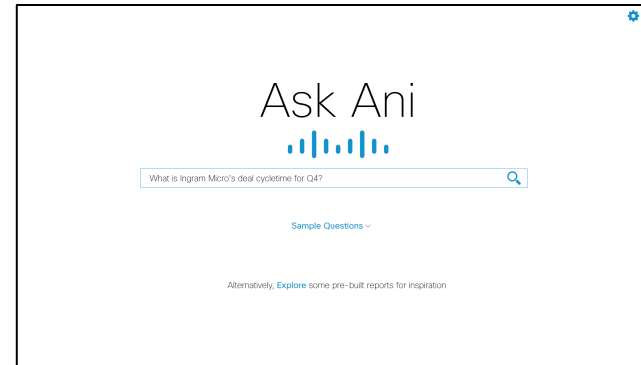 Ask Ani
What is Ingram Micro's deal cycletime for Q4?
Sample Questions
Alternatively, Explore some pre-built reports for inspiration